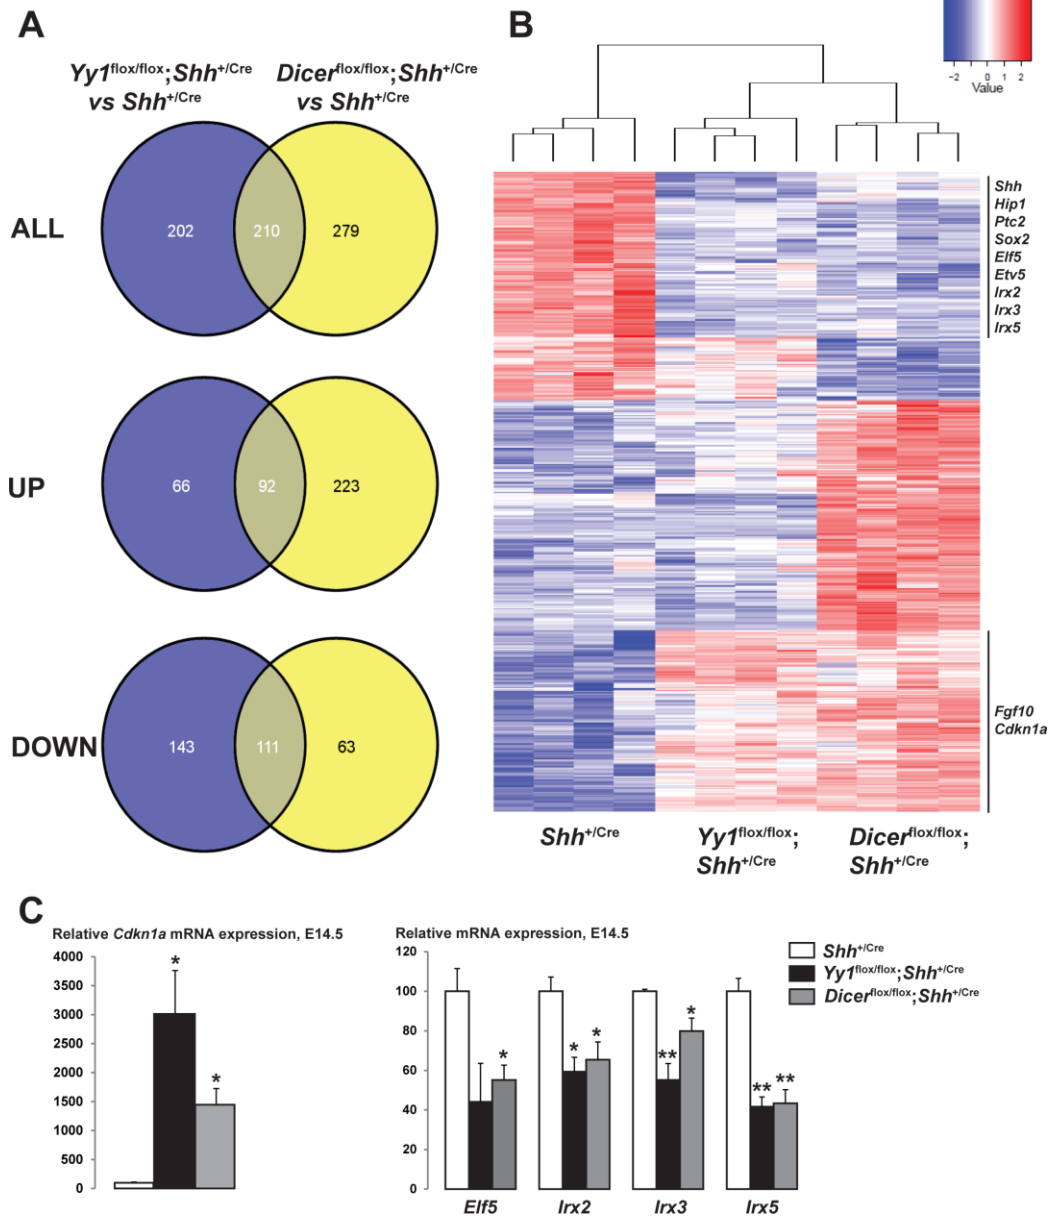 A
Yy1flox/flox;Shh+/Cre
vs Shh+/Cre
Dicerflox/flox;Shh+/Cre
vs Shh+/Cre
ALL
202
210
279
UP
66
92
223
DOWN
143
111
63
B
-2 0 1 2
Value
Shh
Hip1
Ptc2
Sox2
Elf5
Etv5
Irx2
Irx3
Irx5
Fgf10
Cdkn1a
Shh+/Cre
Yy1flox/flox;
Shh+/Cre
Dicerflox/flox;
Shh+/Cre
C
Relative Cdkn1a mRNA expression, E14.5
4000
3500
3000
2500
2000
1500
1000
500
0
*
*
Relative mRNA expression, E14.5
120
100
80
60
40
20
0
*
* *
** *
** **
Elf5 Irx2 Irx3 Irx5
Shh+/Cre
Yy1flox/flox;Shh+/Cre
Dicerflox/flox;Shh+/Cre